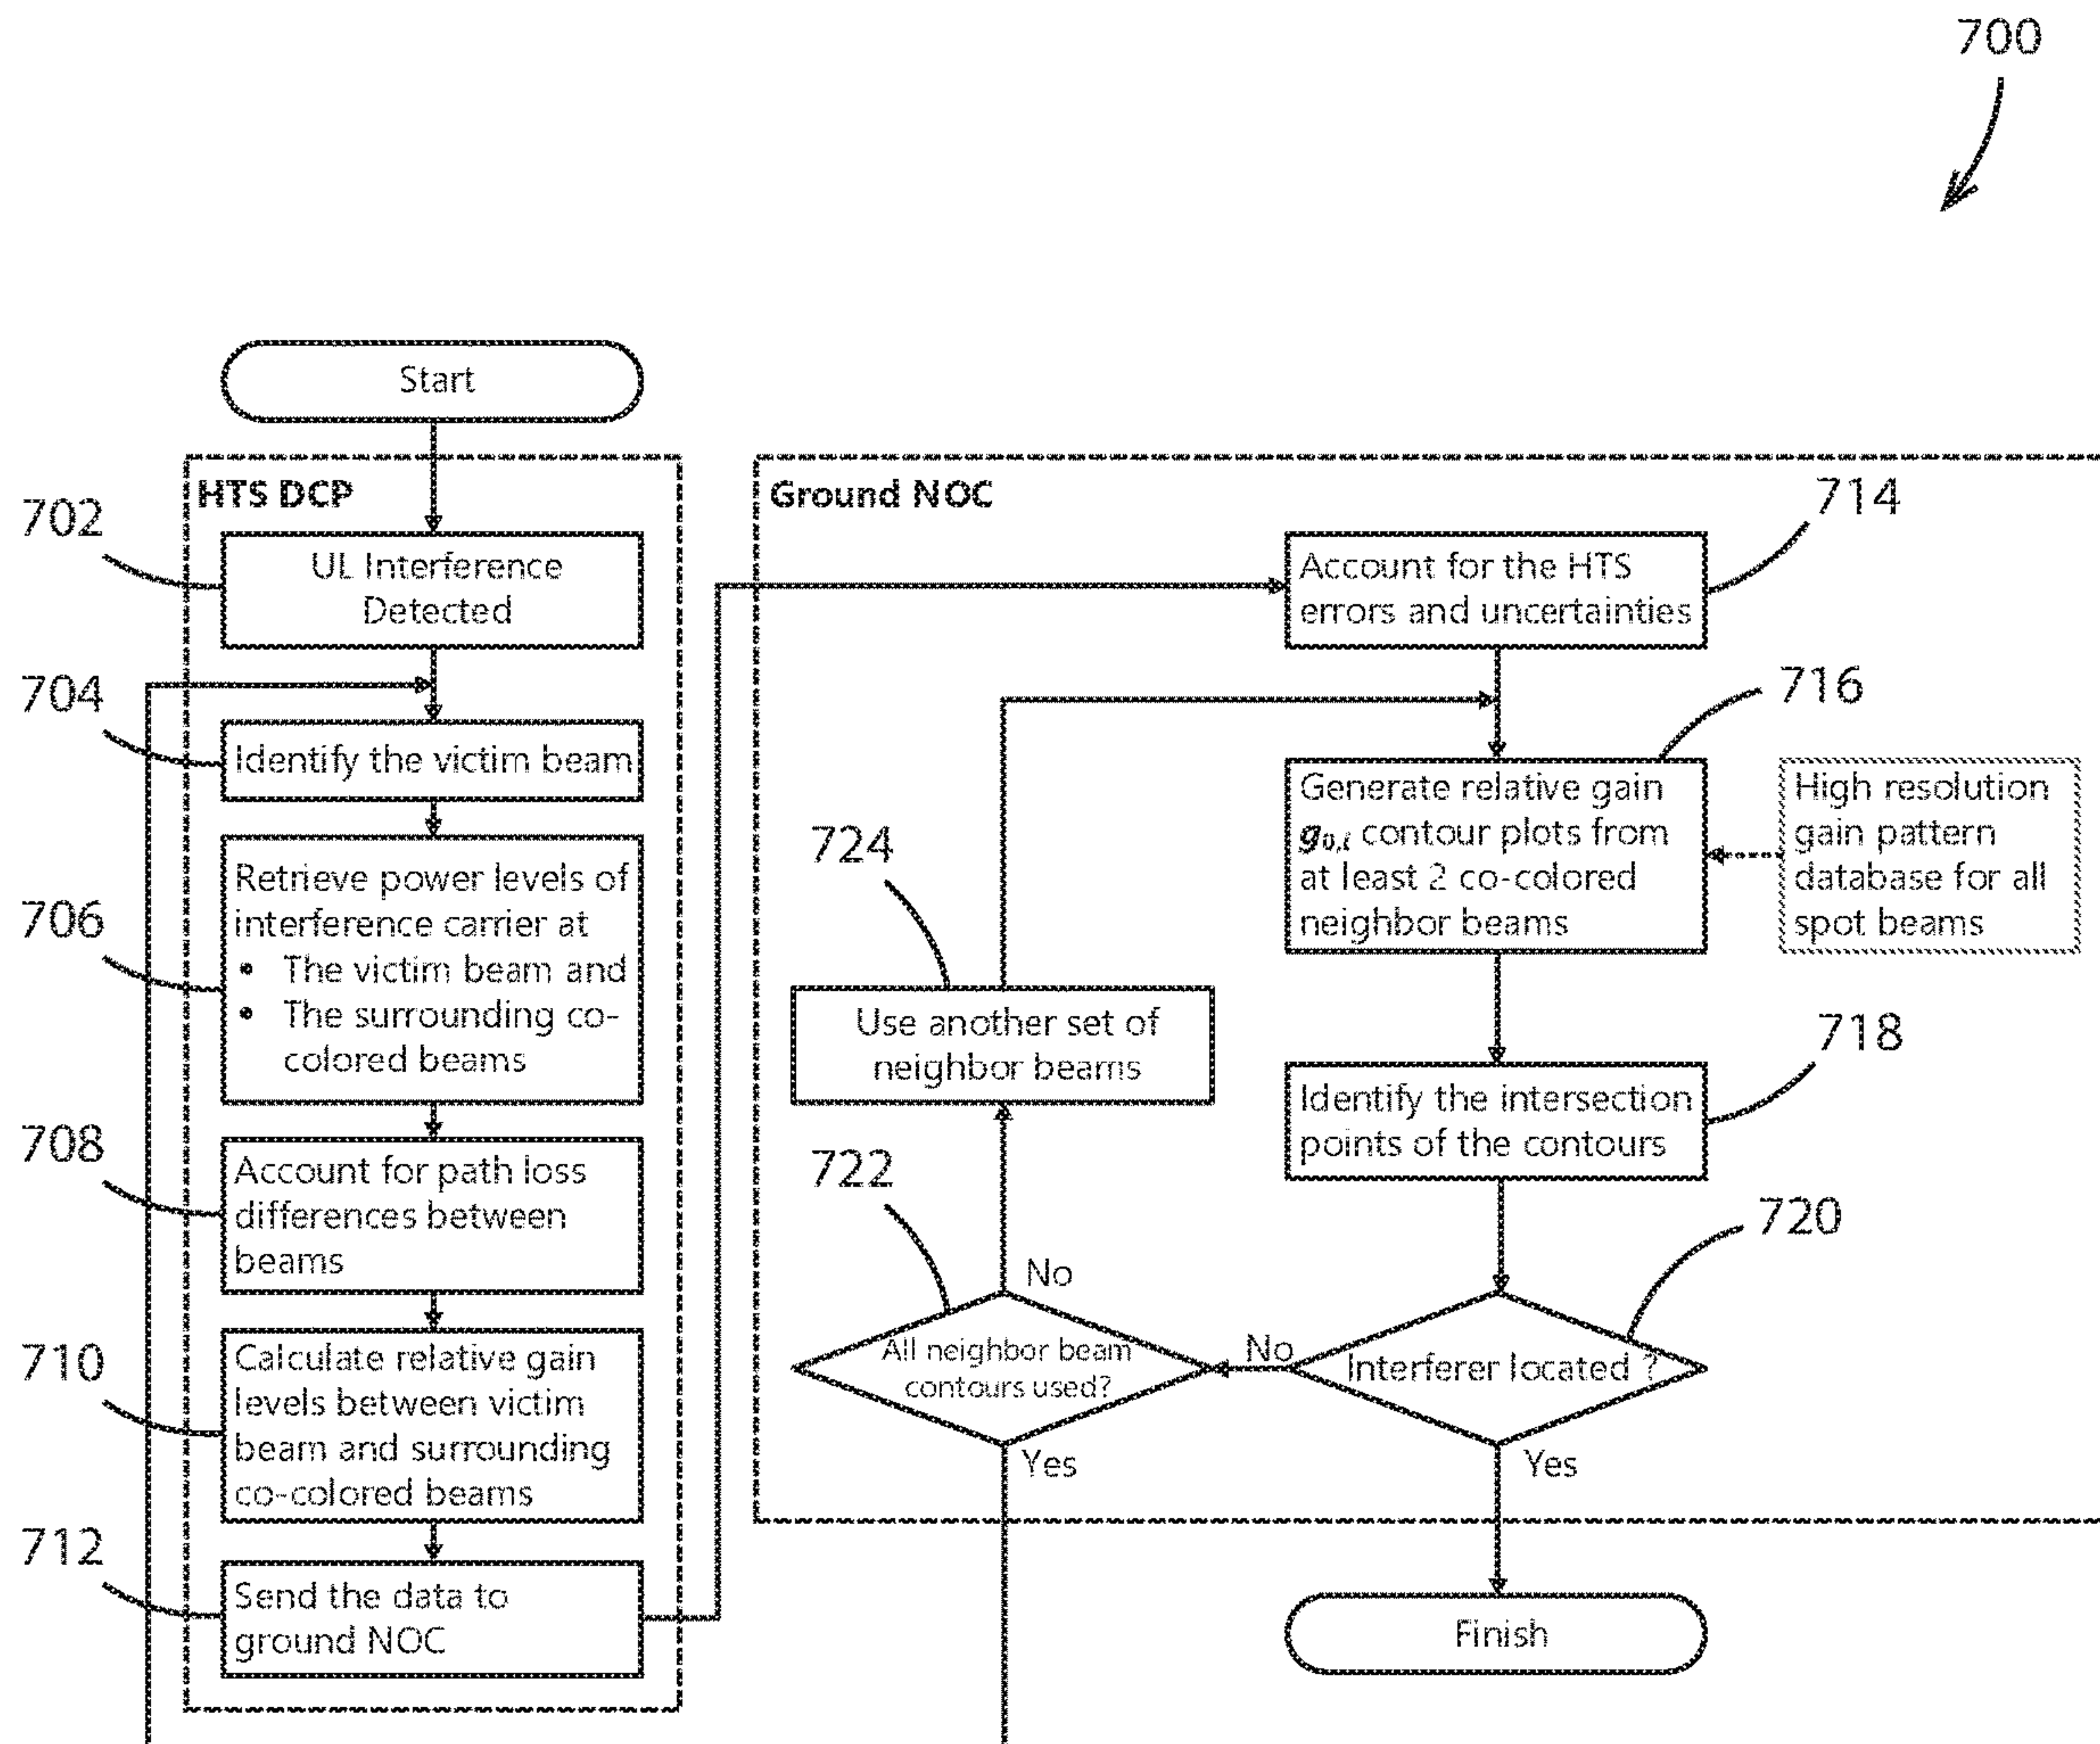 700
Start
HTS DCP
702
UL Interference
Detected
704
Identify the victim beam
706
Retrieve power levels of
interference carrier at
• The victim beam and
• The surrounding co-
colored beams
708
Account for path loss
differences between
beams
710
Calculate relative gain
levels between victim
beam and surrounding
co-colored beams
712
Send the data to
ground NOC
Ground NOC
714
Account for the HTS
errors and uncertainties
716
Generate relative gain
g0,i contour plots from
at least 2 co-colored
neighbor beams
High resolution
gain pattern
database for all
spot beams
724
Use another set of
neighbor beams
718
Identify the intersection
points of the contours
722
All neighbor beam
contours used?
No
Yes
720
Interferer located ?
No
Yes
Finish